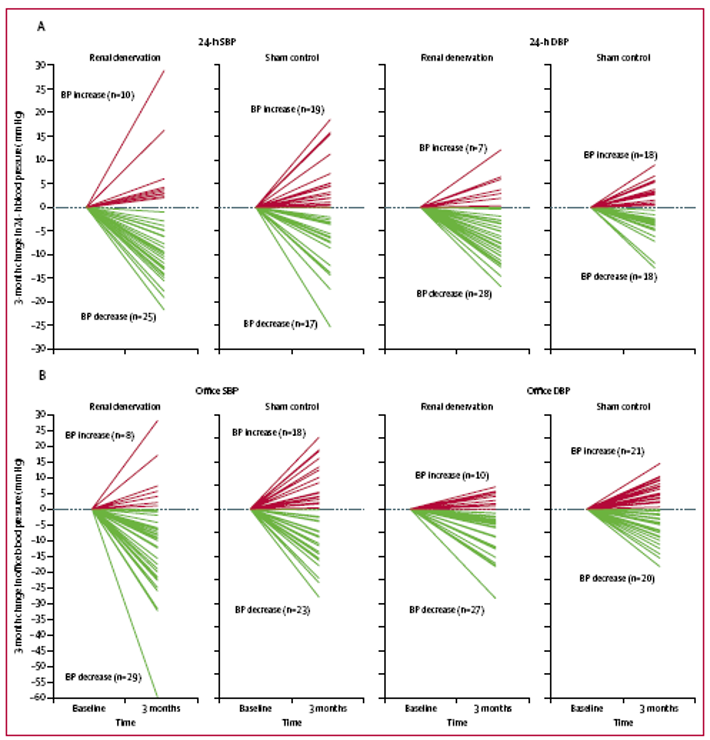 A
24-h SBP
24-h DBP
Renal denervation
Sham control
Renal denervation
Sham control
3-month change in 24-h blood pesure (mm Hg)
30
25
20
15
10
5
0
-5
-10
-15
-20
-25
-30
BP increase (n=10)
BP decrease (n=25)
BP increase (n=19)
BP decrease (n=17)
BP increase (n=7)
BP decrease (n=28)
BP increase (n=18)
BP decrease (n=18)
B
Office SBP
Office DBP
Renal denervation
Sham control
Renal denervation
Sham control
3-month change in office blood pesure (mm Hg)
30
25
20
15
10
5
0
-5
-10
-15
-20
-25
-30
-35
-40
-45
-50
-55
-60
BP increase (n=8)
BP decrease (n=29)
BP increase (n=18)
BP decrease (n=23)
BP increase (n=10)
BP decrease (n=27)
BP increase (n=21)
BP decrease (n=20)
Baseline 3 months
Time
Baseline 3 months
Time
Baseline 3 months
Time
Baseline 3 months
Time